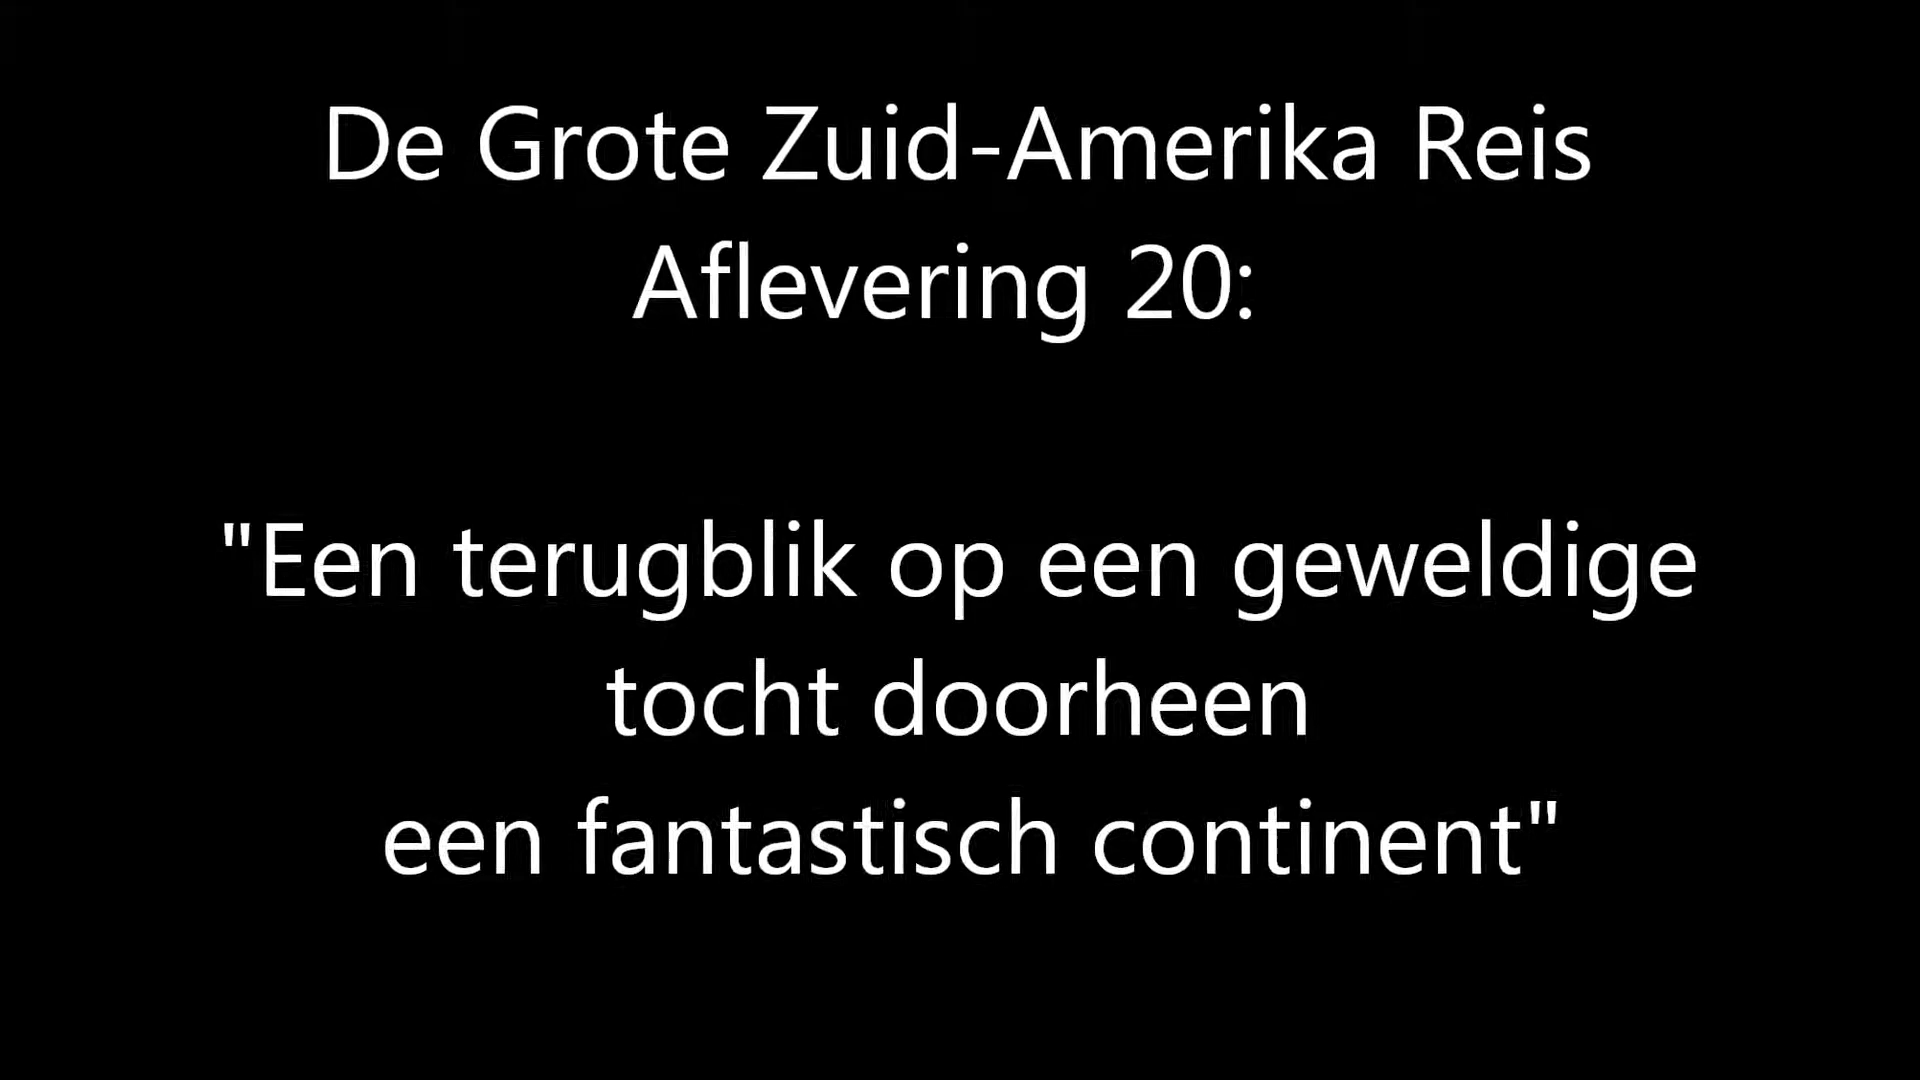 De Grote Zuid-Amerika Reis
Aflevering 20:
"Een terugblik op een geweldige
tocht doorheen
een fantastisch continent"